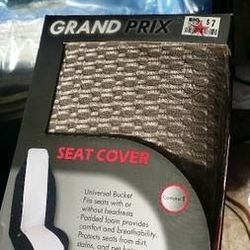 GRAND PRIX
$7
SEAT COVER
· Universal Bucket
· Fits seats with or
without headrests
· Padded foam provides
comfort and breathability.
· Protects seats from dirt,
stains, and pet hair